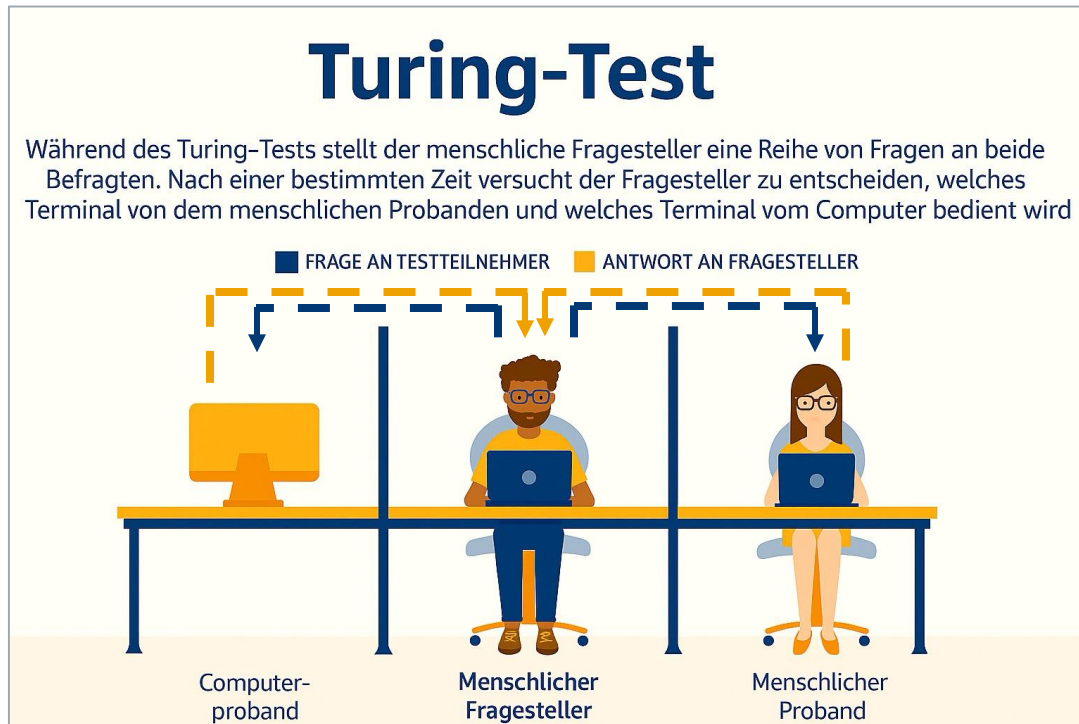 Turing-Test
Während des Turing-Tests stellt der menschliche Fragesteller eine Reihe von Fragen an beide
Befragten. Nach einer bestimmten Zeit versucht der Fragesteller zu entscheiden, welches
Terminal von dem menschlichen Probanden und welches Terminal vom Computer bedient wird
FRAGE AN TESTTEILNEHMER ANTWORT AN FRAGESTELLER
Computer-
proband
Menschlicher
Fragesteller
Menschlicher
Proband